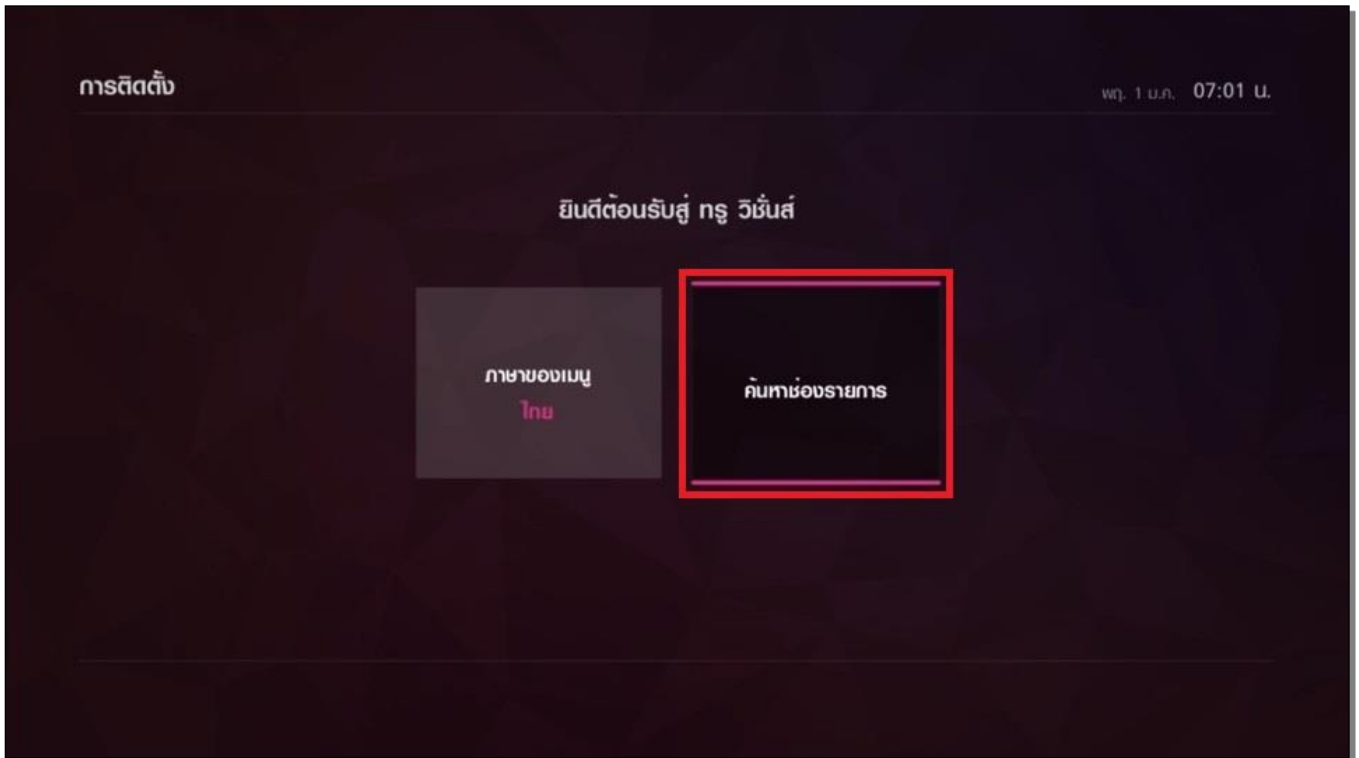 การติดตั้ง
พฤ. 1 ม.ค. 07:01 น.
ยินดีต้อนรับสู่ ทรู วิชั่นส์
ภาษาของเมนู
ไทย
ค้นหาช่องรายการ